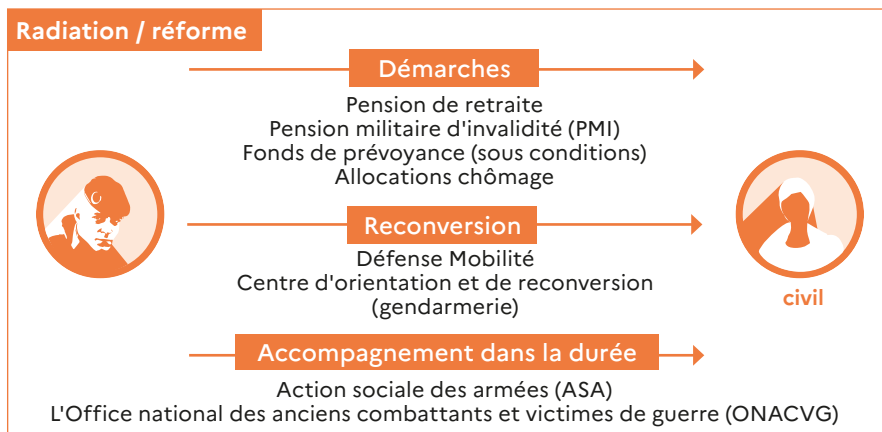 Radiation / réforme
Démarches
Pension de retraite
Pension militaire d'invalidité (PMI)
Fonds de prévoyance (sous conditions)
Allocations chômage
Reconversion
Défense Mobilité
Centre d'orientation et de reconversion
(gendarmerie)
civil
Accompagnement dans la durée
Action sociale des armées (ASA)
L'Office national des anciens combattants et victimes de guerre (ONACVG)